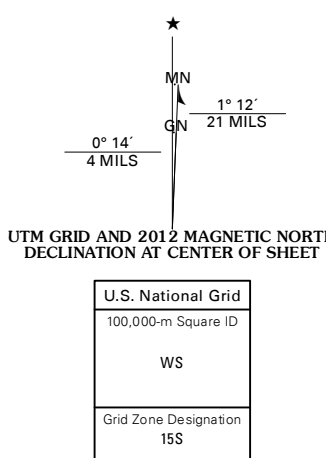 ★
MN
GN
1° 12´
21 MILS
0° 14´
4 MILS
UTM GRID AND 2012 MAGNETIC NORTH
DECLINATION AT CENTER OF SHEET
U.S. National Grid
100,000-m Square ID
WS
Grid Zone Designation
15S